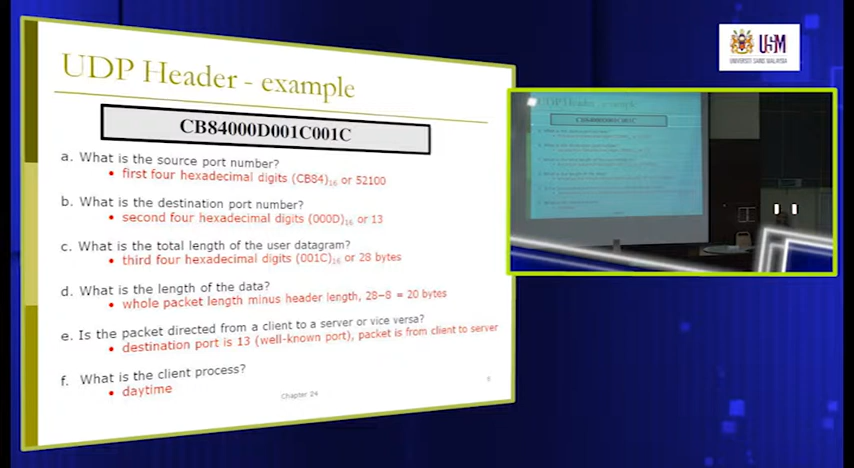 UDP Header - example
CB84000D001C001C
a. What is the source port number?
• first four hexadecimal digits (CB84)16 or 52100
b. What is the destination port number?
• second four hexadecimal digits (000D)16 or 13
c. What is the total length of the user datagram?
• third four hexadecimal digits (001C)16 or 28 bytes
d. What is the length of the data?
• whole packet length minus header length, 28–8 = 20 bytes
e. Is the packet directed from a client to a server or vice versa?
• destination port is 13 (well-known port), packet is from client to server
f. What is the client process?
• daytime
Chapter 24
6
USM
UNIVERSITI SAINS MALAYSIA
UDP Header - example
CB84000D001C001C